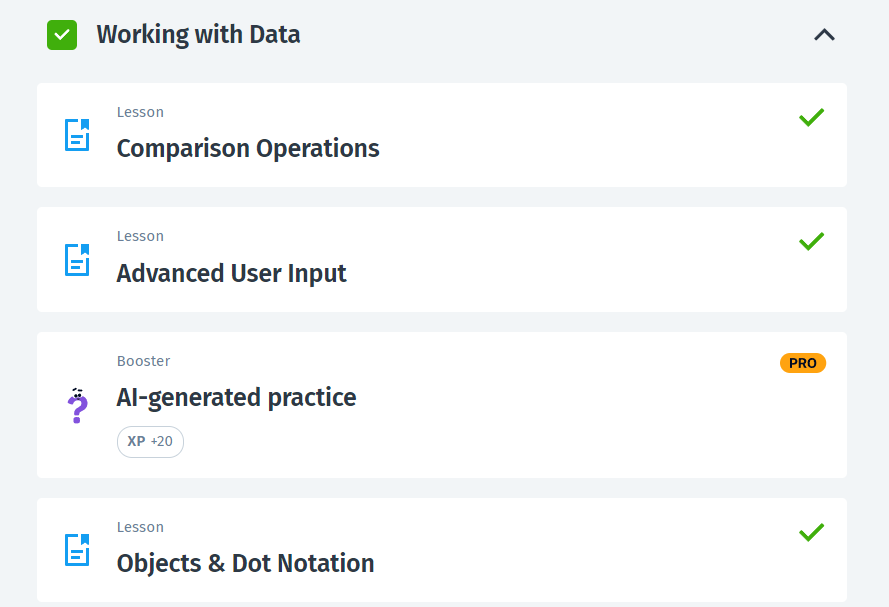 Working with Data
Lesson
Comparison Operations
Lesson
Advanced User Input
Booster
PRO
AI-generated practice
XP +20
Lesson
Objects & Dot Notation